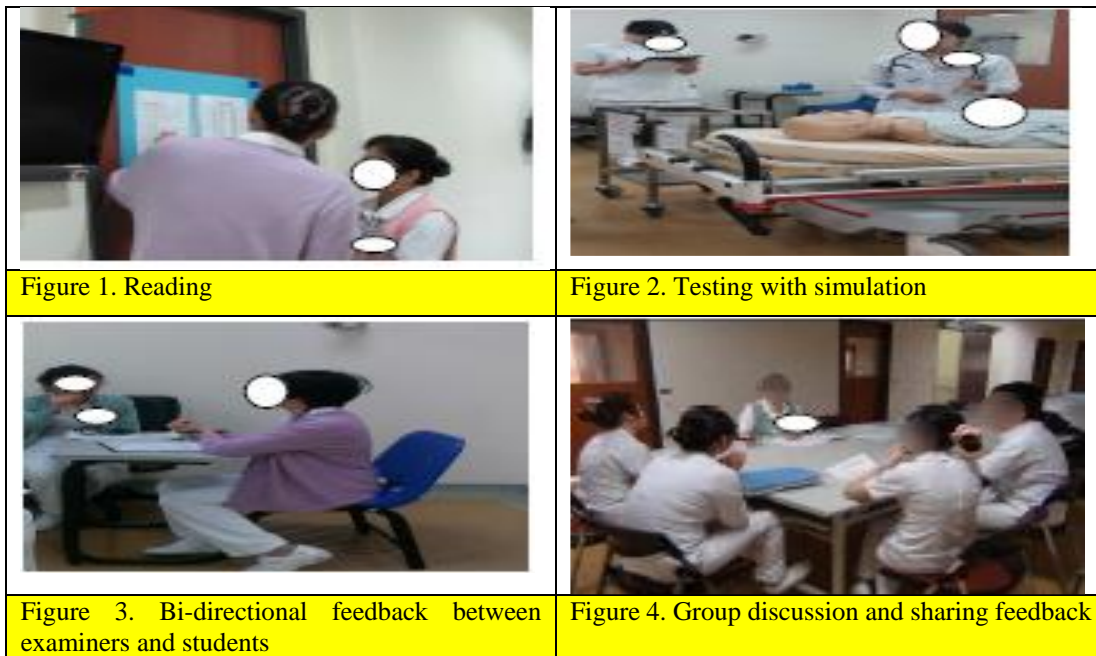 Figure 1. Reading
Figure 2. Testing with simulation
Figure 3. Bi-directional feedback between
examiners and students
Figure 4. Group discussion and sharing feedback